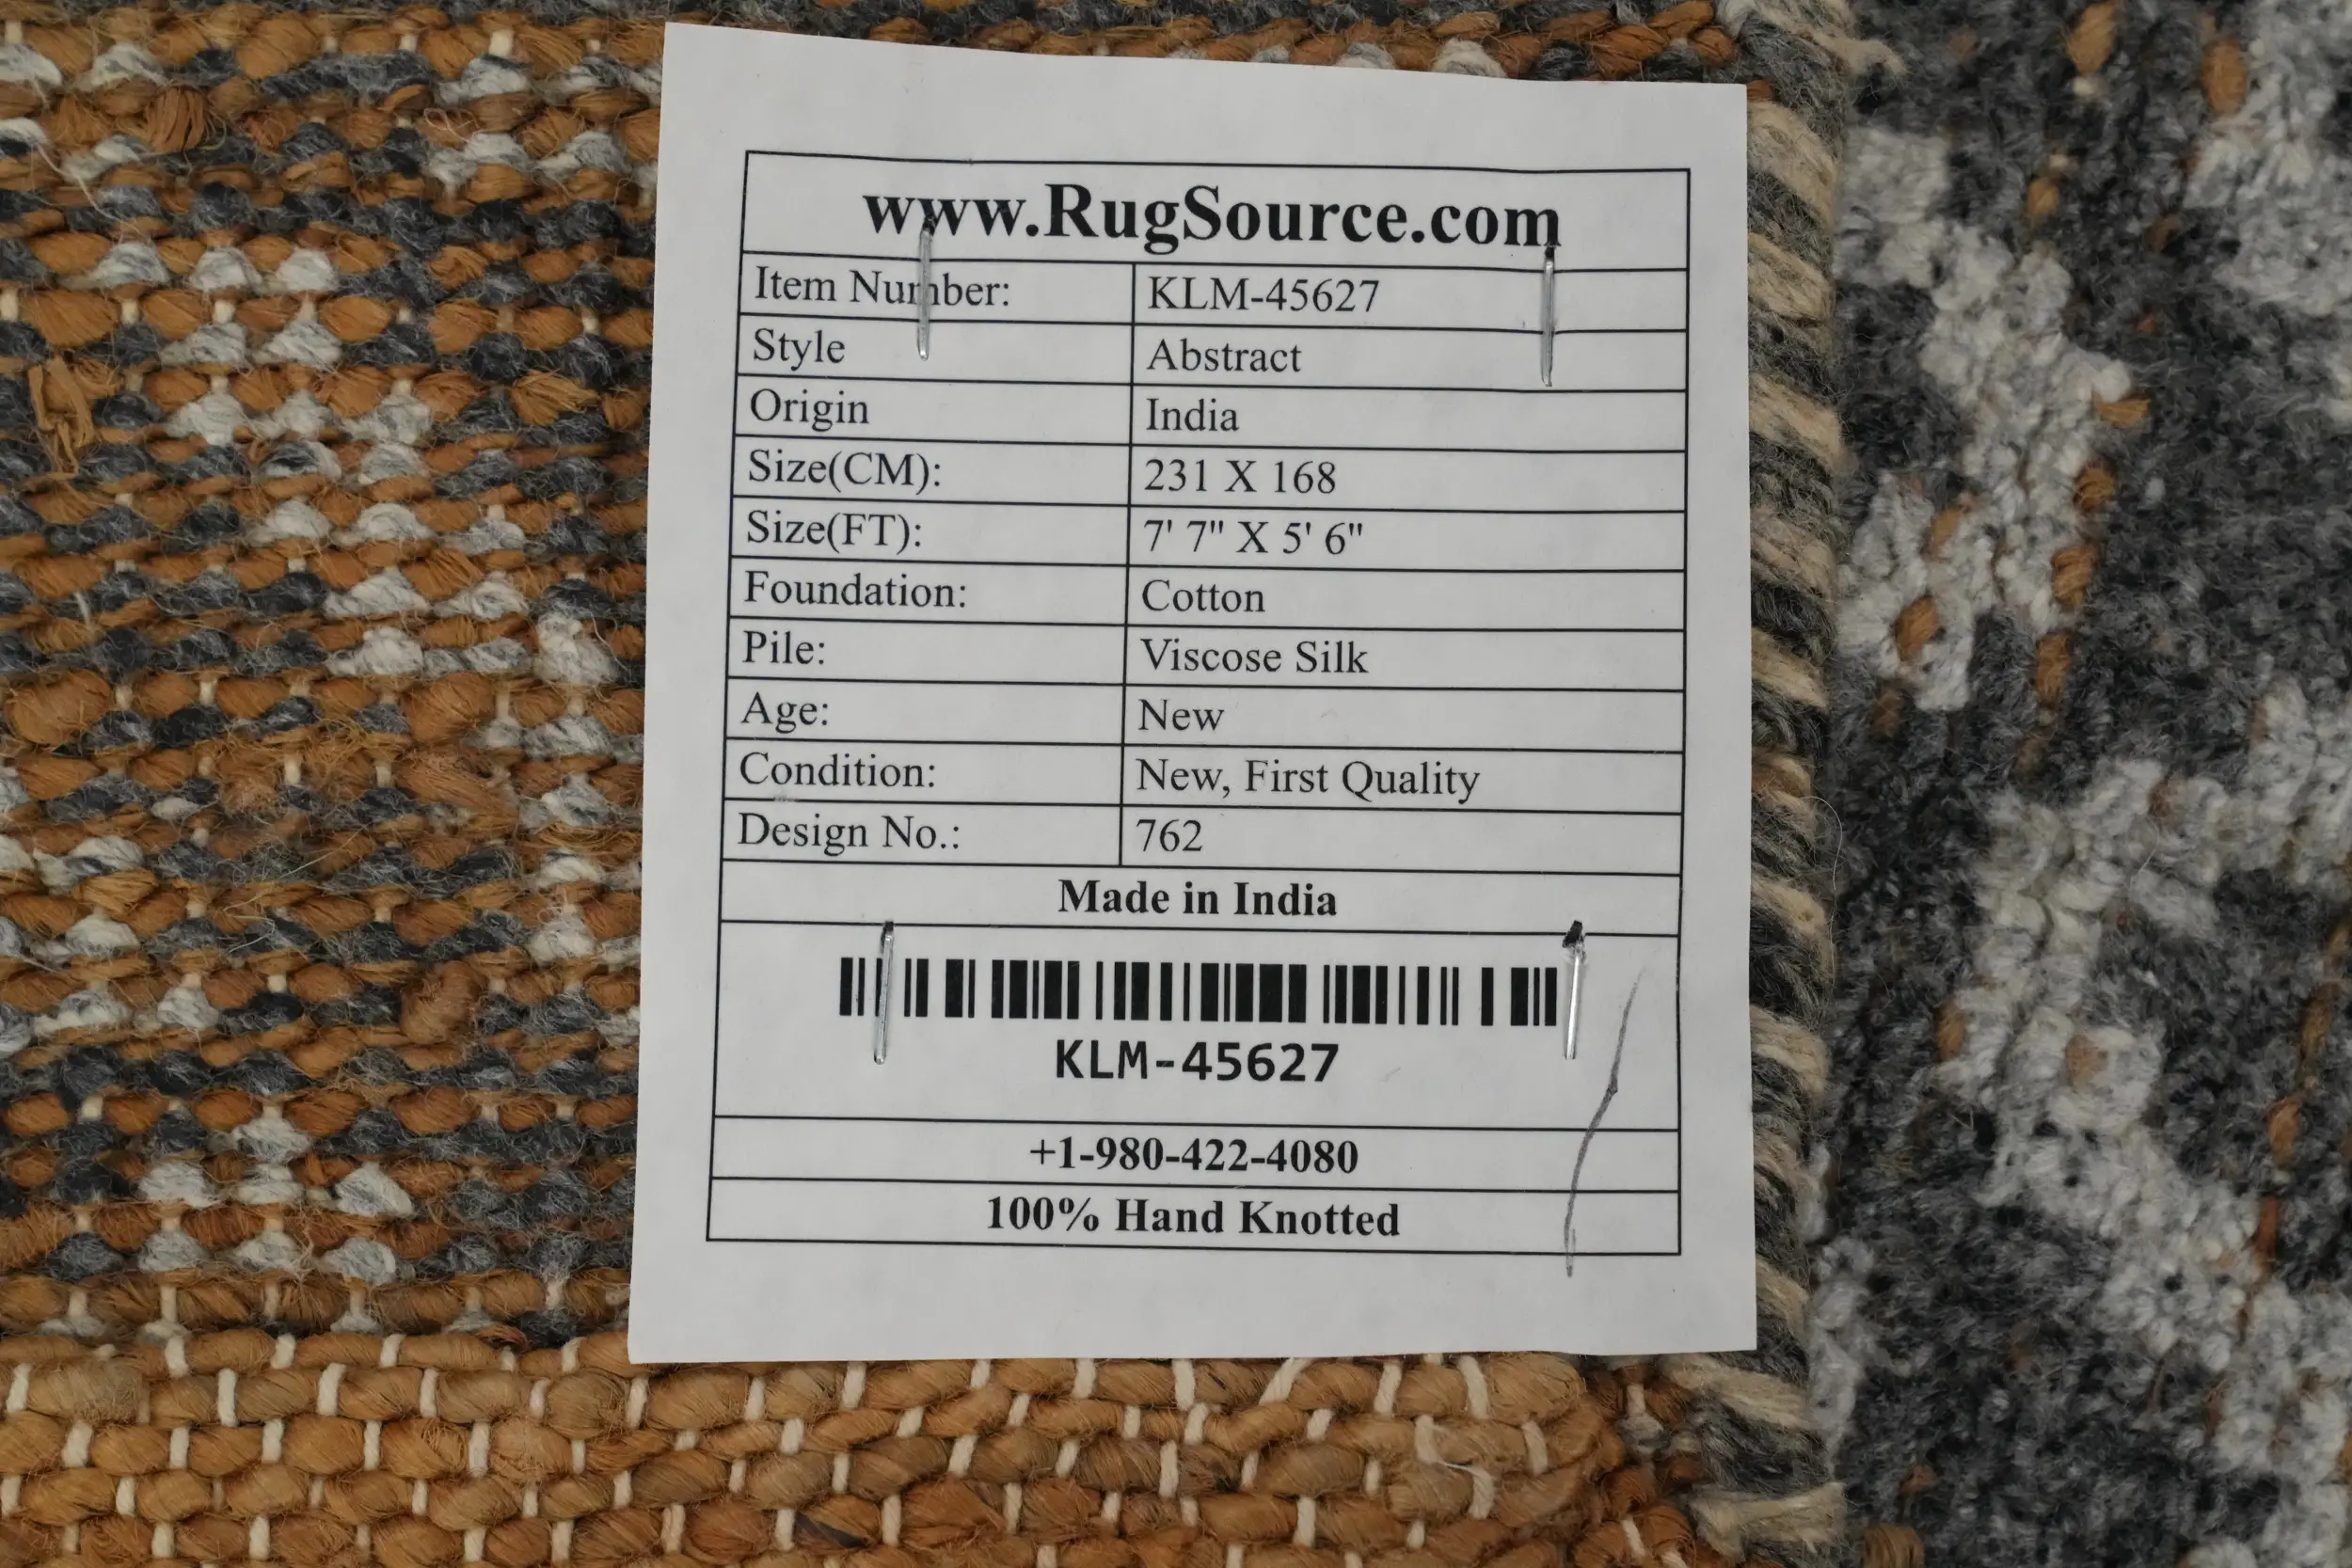 www.RugSource.com
Item Number: KLM-45627
Style Abstract
Origin India
Size(CM): 231 X 168
Size(FT): 7' 7" X 5' 6"
Foundation: Cotton
Pile: Viscose Silk
Age: New
Condition: New, First Quality
Design No.: 762
Made in India
KLM-45627
+1-980-422-4080
100% Hand Knotted